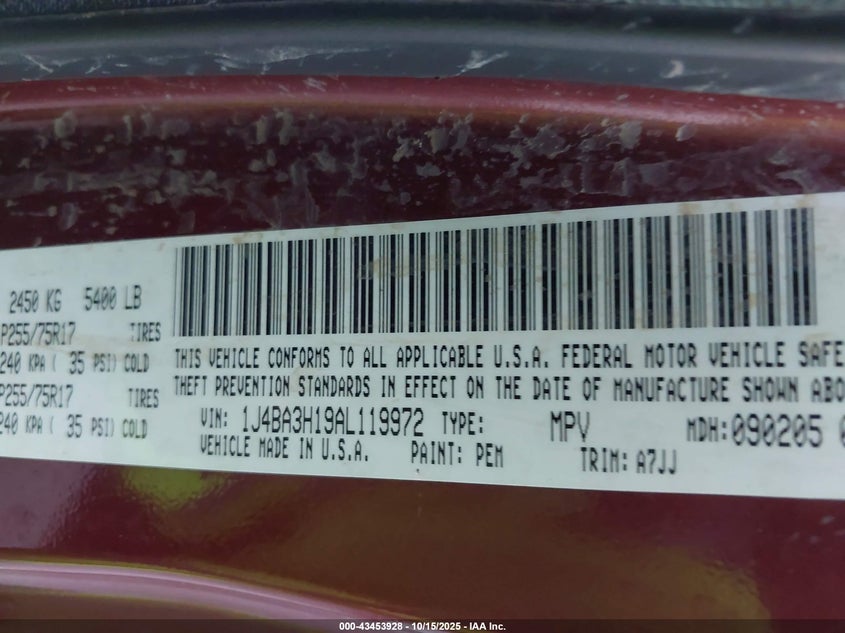 2450 KG 5400 LB
P255/75R17 TIRES
240 KPA ( 35 PSI) COLD
P255/75R17 TIRES
240 KPA ( 35 PSI) COLD
THIS VEHICLE CONFORMS TO ALL APPLICABLE U.S.A. FEDERAL MOTOR VEHICLE SAFE
THEFT PREVENTION STANDARDS IN EFFECT ON THE DATE OF MANUFACTURE SHOWN ABO
VIN: 1J4BA3H19AL119972 TYPE: MPV MDH: 090205 0
VEHICLE MADE IN U.S.A. PAINT: PEM TRIM: A7JJ
000-43453928 - 10/15/2025 - IAA Inc.